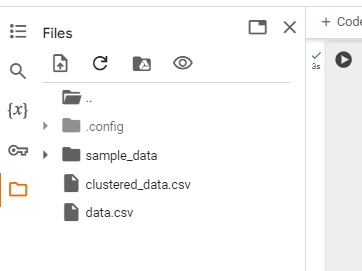 Files
+ Code
3s
{x}
..
.config
sample_data
clustered_data.csv
data.csv